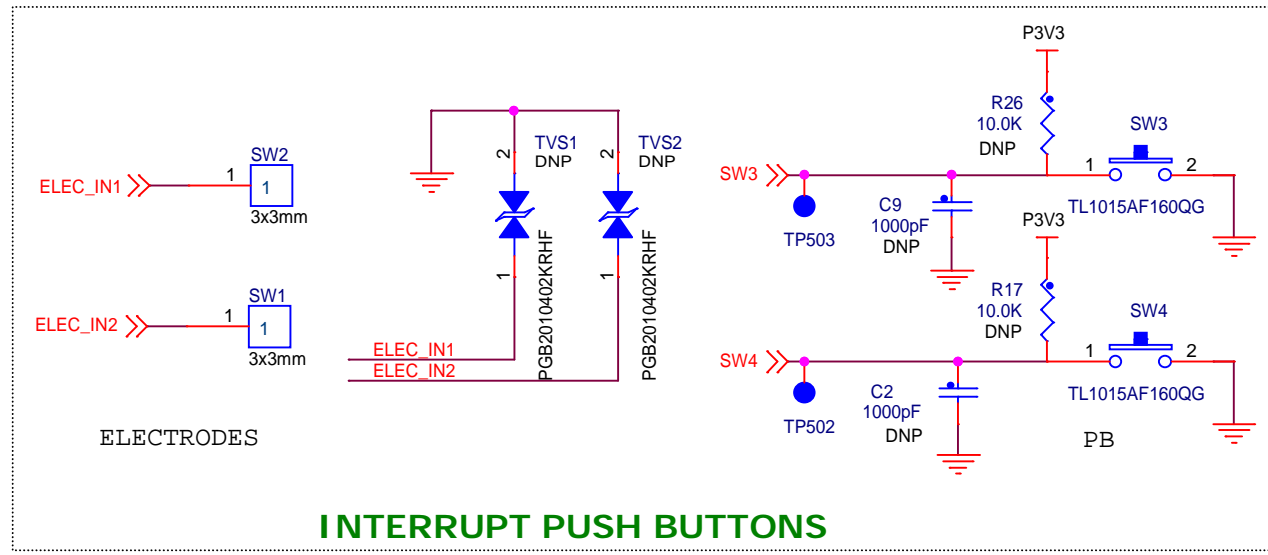 ELEC_IN1
1
SW2
1
3x3mm
ELEC_IN2
1
SW1
1
3x3mm
ELECTRODES
2
TVS1
DNP
1
PGB2010402KRHF
2
TVS2
DNP
1
PGB2010402KRHF
ELEC_IN1
ELEC_IN2
P3V3
R26
10.0K
DNP
SW3
SW3
1
2
TL1015AF160QG
C9
1000pF
DNP
TP503
P3V3
R17
10.0K
DNP
SW4
SW4
1
2
TL1015AF160QG
C2
1000pF
DNP
TP502
PB
INTERRUPT PUSH BUTTONS